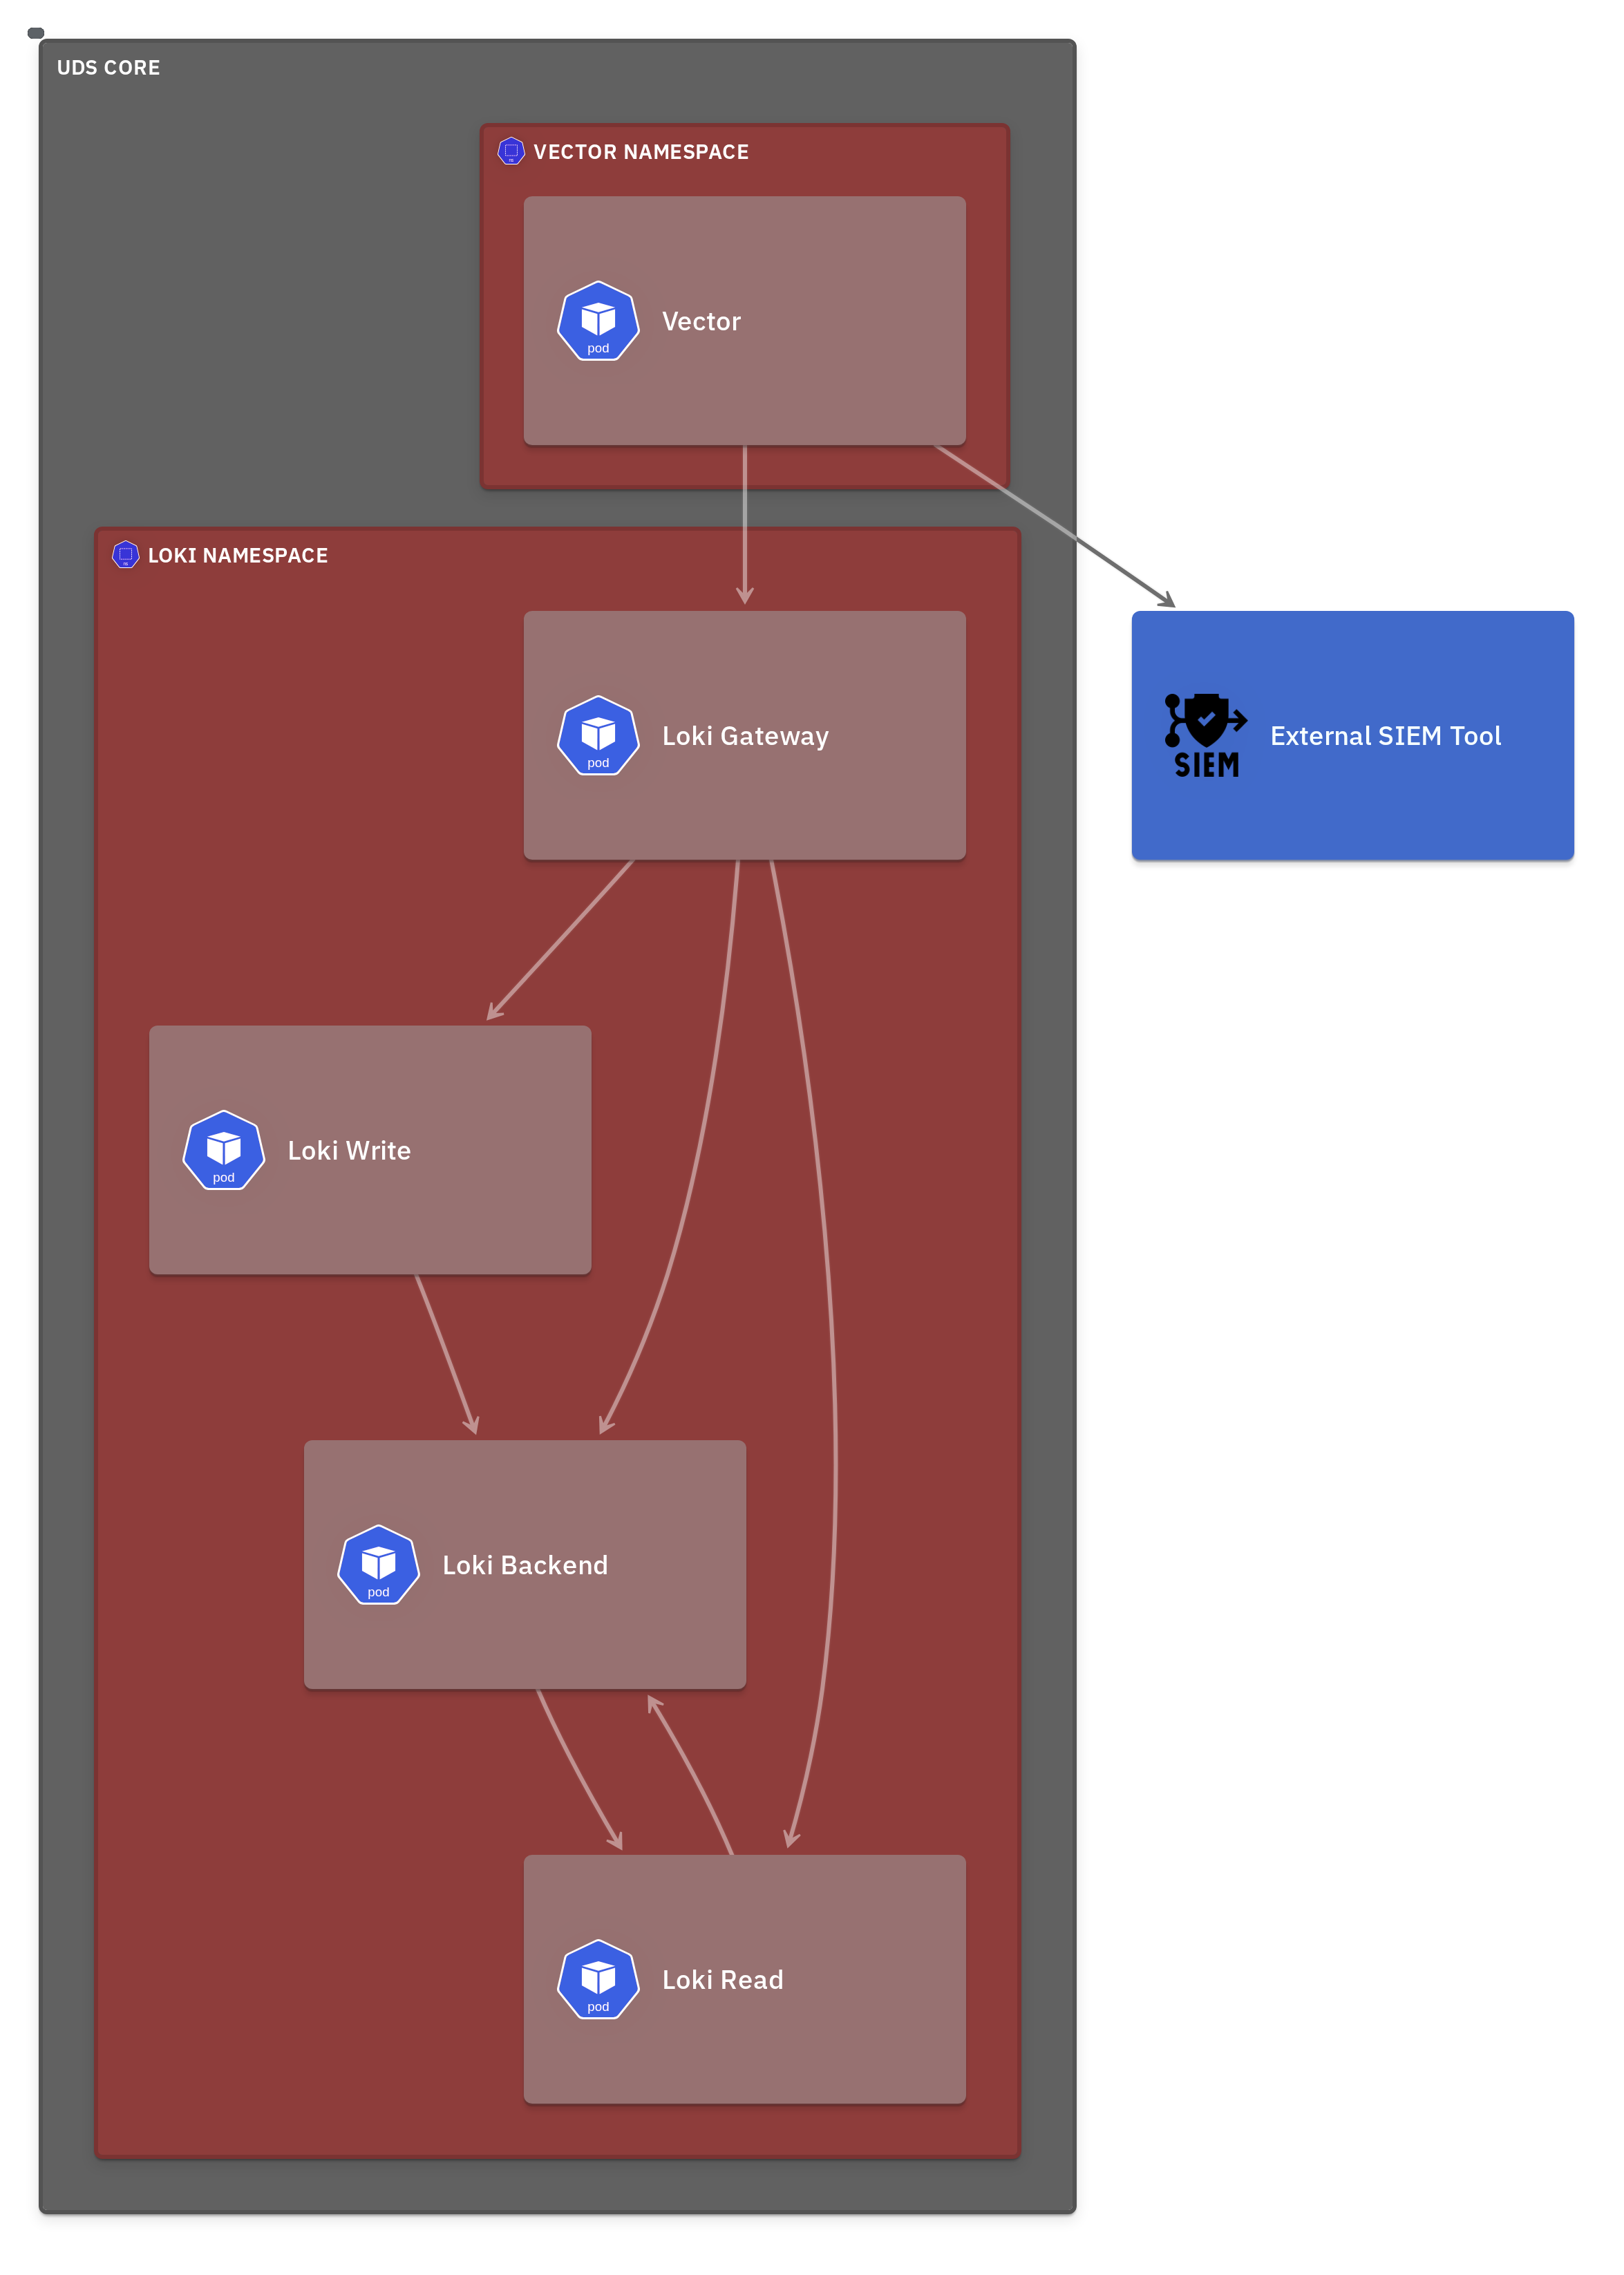 UDS CORE
VECTOR NAMESPACE
pod
Vector
LOKI NAMESPACE
pod
Loki Gateway
SIEM
External SIEM Tool
pod
Loki Write
pod
Loki Backend
pod
Loki Read